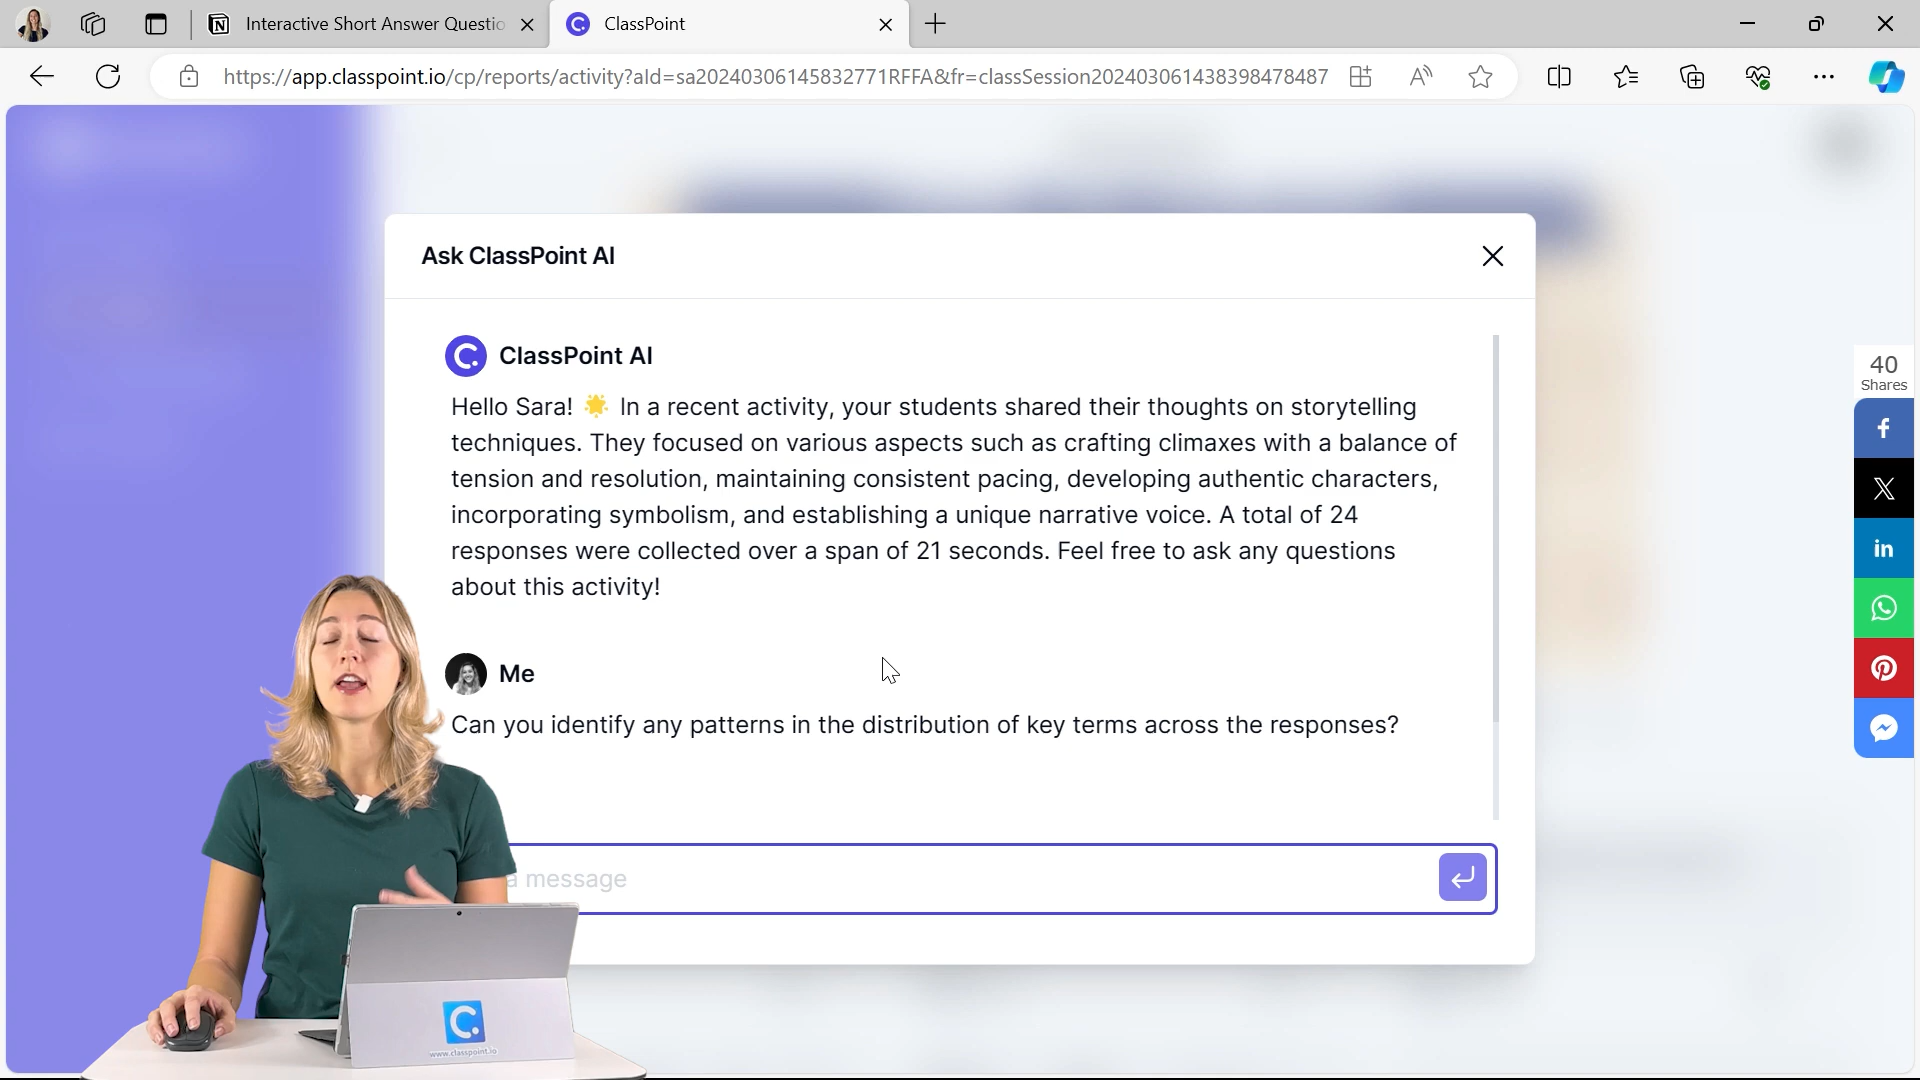 Interactive Short Answer Questio
ClassPoint
https://app.classpoint.io/cp/reports/activity?aId=sa20240306145832771RFFA&fr=classSession202403061438398478487
Ask ClassPoint AI
ClassPoint AI
Hello Sara! 🌟 In a recent activity, your students shared their thoughts on storytelling
techniques. They focused on various aspects such as crafting climaxes with a balance of
tension and resolution, maintaining consistent pacing, developing authentic characters,
incorporating symbolism, and establishing a unique narrative voice. A total of 24
responses were collected over a span of 21 seconds. Feel free to ask any questions
about this activity!
Me
Can you identify any patterns in the distribution of key terms across the responses?
a message
40
Shares
www.classpoint.io